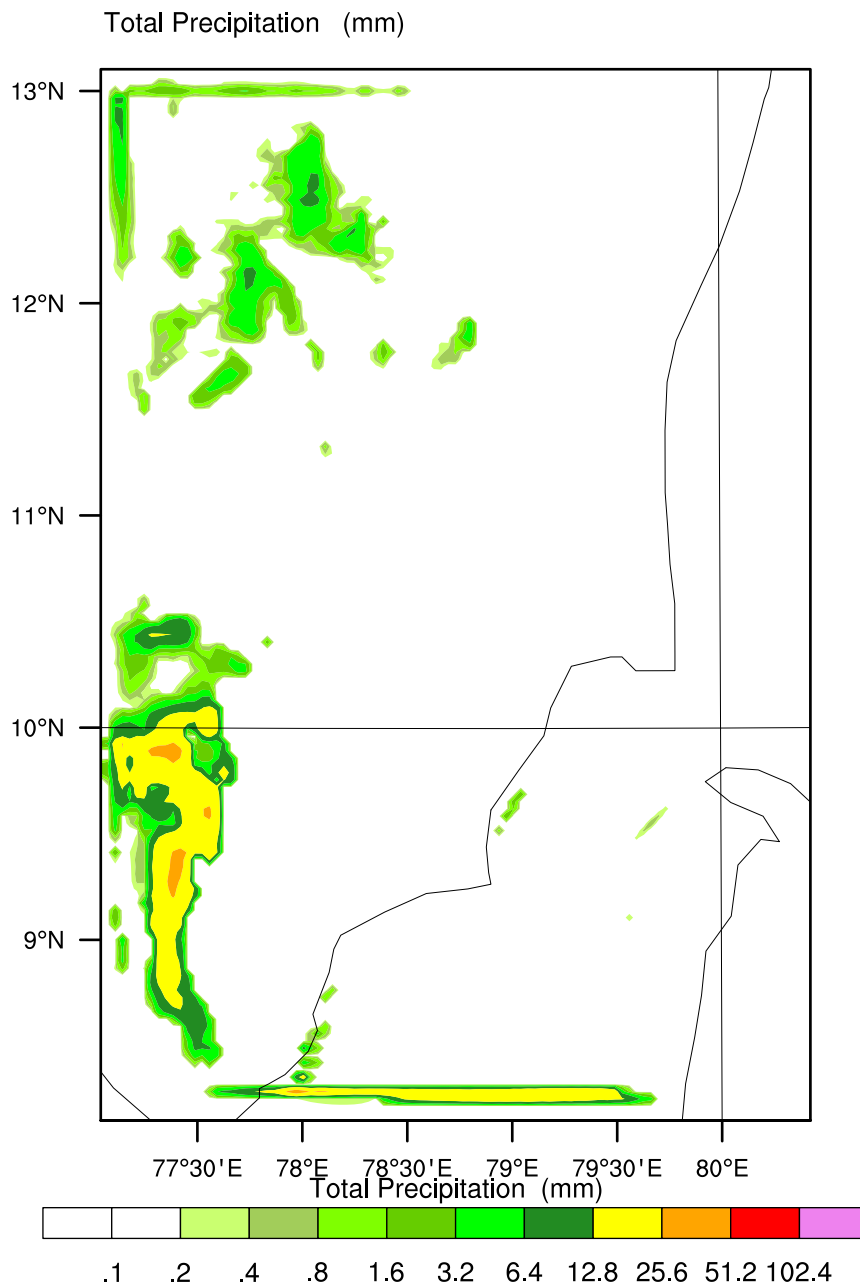 Total Precipitation (mm)
13°N
12°N
11°N
10°N
9°N
77°30'E 78°E 78°30'E 79°E 79°30'E 80°E
Total Precipitation (mm)
.1 .2 .4 .8 1.6 3.2 6.4 12.8 25.6 51.2 102.4